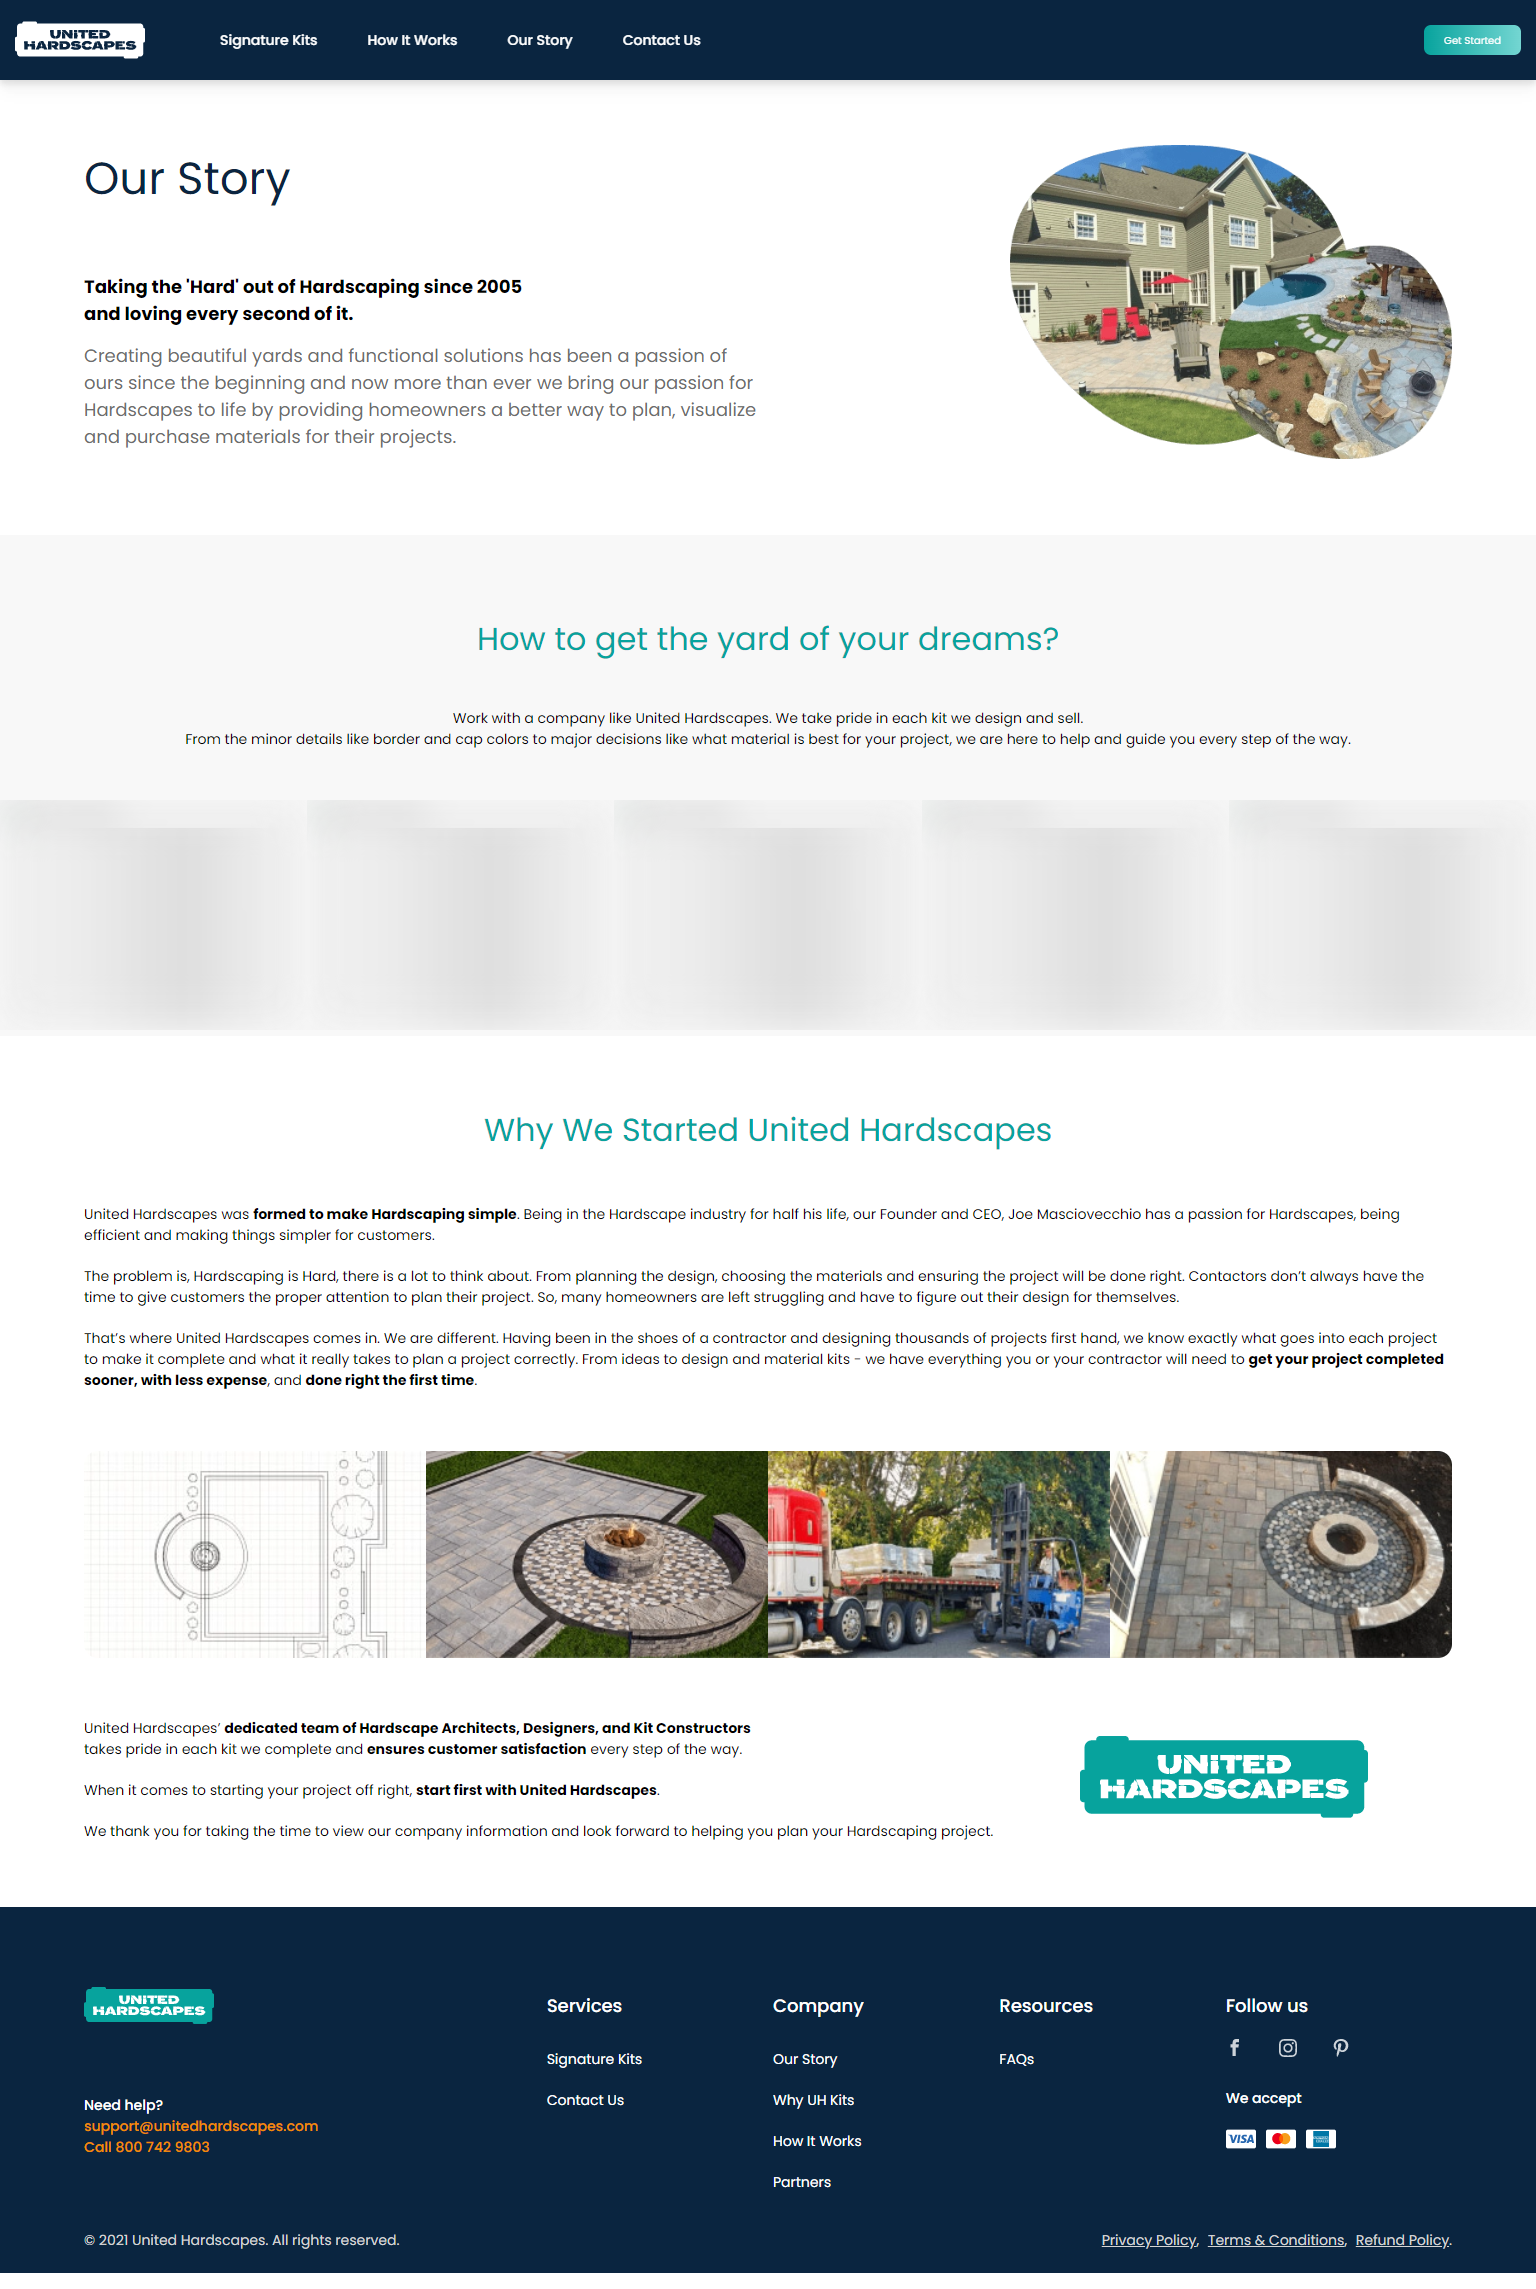 UNITED
HARDSCAPES
Signature Kits
How It Works
Our Story
Contact Us
Get Started
Our Story
Taking the 'Hard' out of Hardscaping since 2005
and loving every second of it.
Creating beautiful yards and functional solutions has been a passion of
ours since the beginning and now more than ever we bring our passion for
Hardscapes to life by providing homeowners a better way to plan, visualize
and purchase materials for their projects.
How to get the yard of your dreams?
Work with a company like United Hardscapes. We take pride in each kit we design and sell.
From the minor details like border and cap colors to major decisions like what material is best for your project, we are here to help and guide you every step of the way.
Why We Started United Hardscapes
United Hardscapes was formed to make Hardscaping simple. Being in the Hardscape industry for half his life, our Founder and CEO, Joe Masciovecchio has a passion for Hardscapes, being
efficient and making things simpler for customers.
The problem is, Hardscaping is Hard, there is a lot to think about. From planning the design, choosing the materials and ensuring the project will be done right. Contactors don’t always have the
time to give customers the proper attention to plan their project. So, many homeowners are left struggling and have to figure out their design for themselves.
That’s where United Hardscapes comes in. We are different. Having been in the shoes of a contractor and designing thousands of projects first hand, we know exactly what goes into each project
to make it complete and what it really takes to plan a project correctly. From ideas to design and material kits - we have everything you or your contractor will need to get your project completed
sooner, with less expense, and done right the first time.
United Hardscapes’ dedicated team of Hardscape Architects, Designers, and Kit Constructors
takes pride in each kit we complete and ensures customer satisfaction every step of the way.
When it comes to starting your project off right, start first with United Hardscapes.
We thank you for taking the time to view our company information and look forward to helping you plan your Hardscaping project.
UNITED
HARDSCAPES
UNITED
HARDSCAPES
Need help?
support@unitedhardscapes.com
Call 800 742 9803
Services
Signature Kits
Contact Us
Company
Our Story
Why UH Kits
How It Works
Partners
Resources
FAQs
Follow us
We accept
VISA
© 2021 United Hardscapes. All rights reserved.
Privacy Policy, Terms & Conditions, Refund Policy.